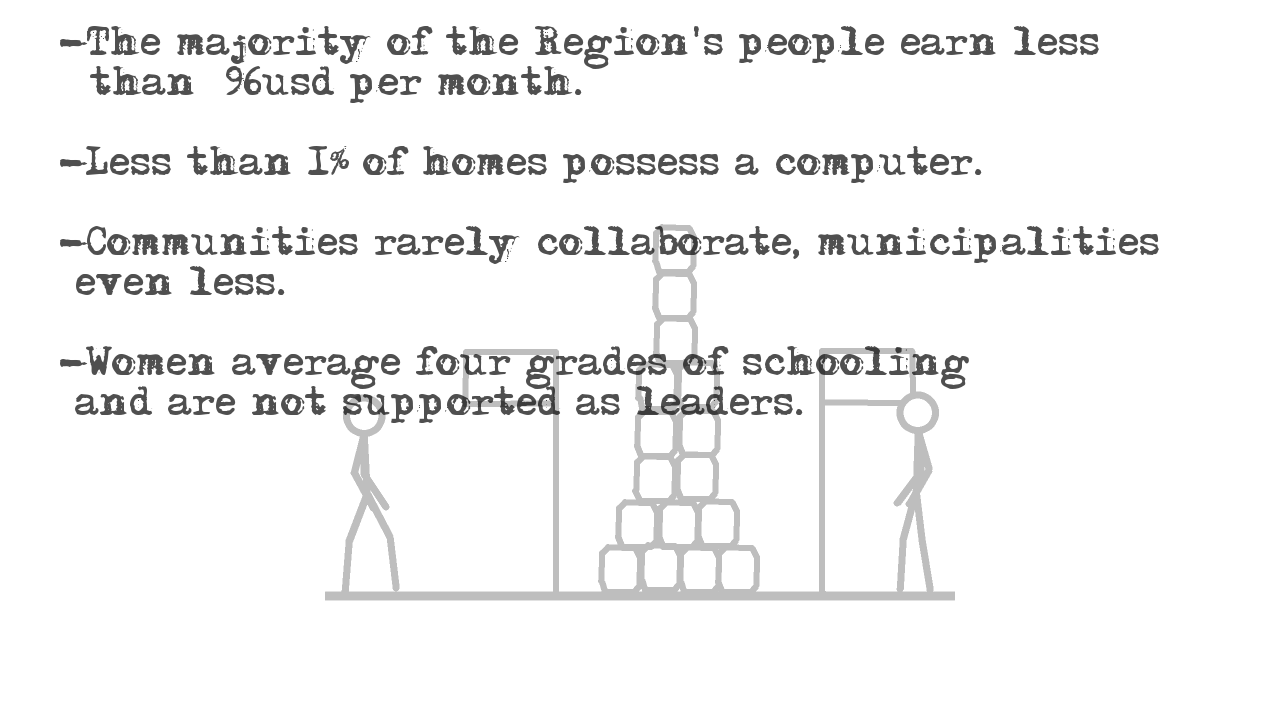 -The majority of the Region's people earn less
than 96usd per month.
-Less than 1% of homes possess a computer.
-Communities rarely collaborate, municipalities
even less.
-Women average four grades of schooling
and are not supported as leaders.